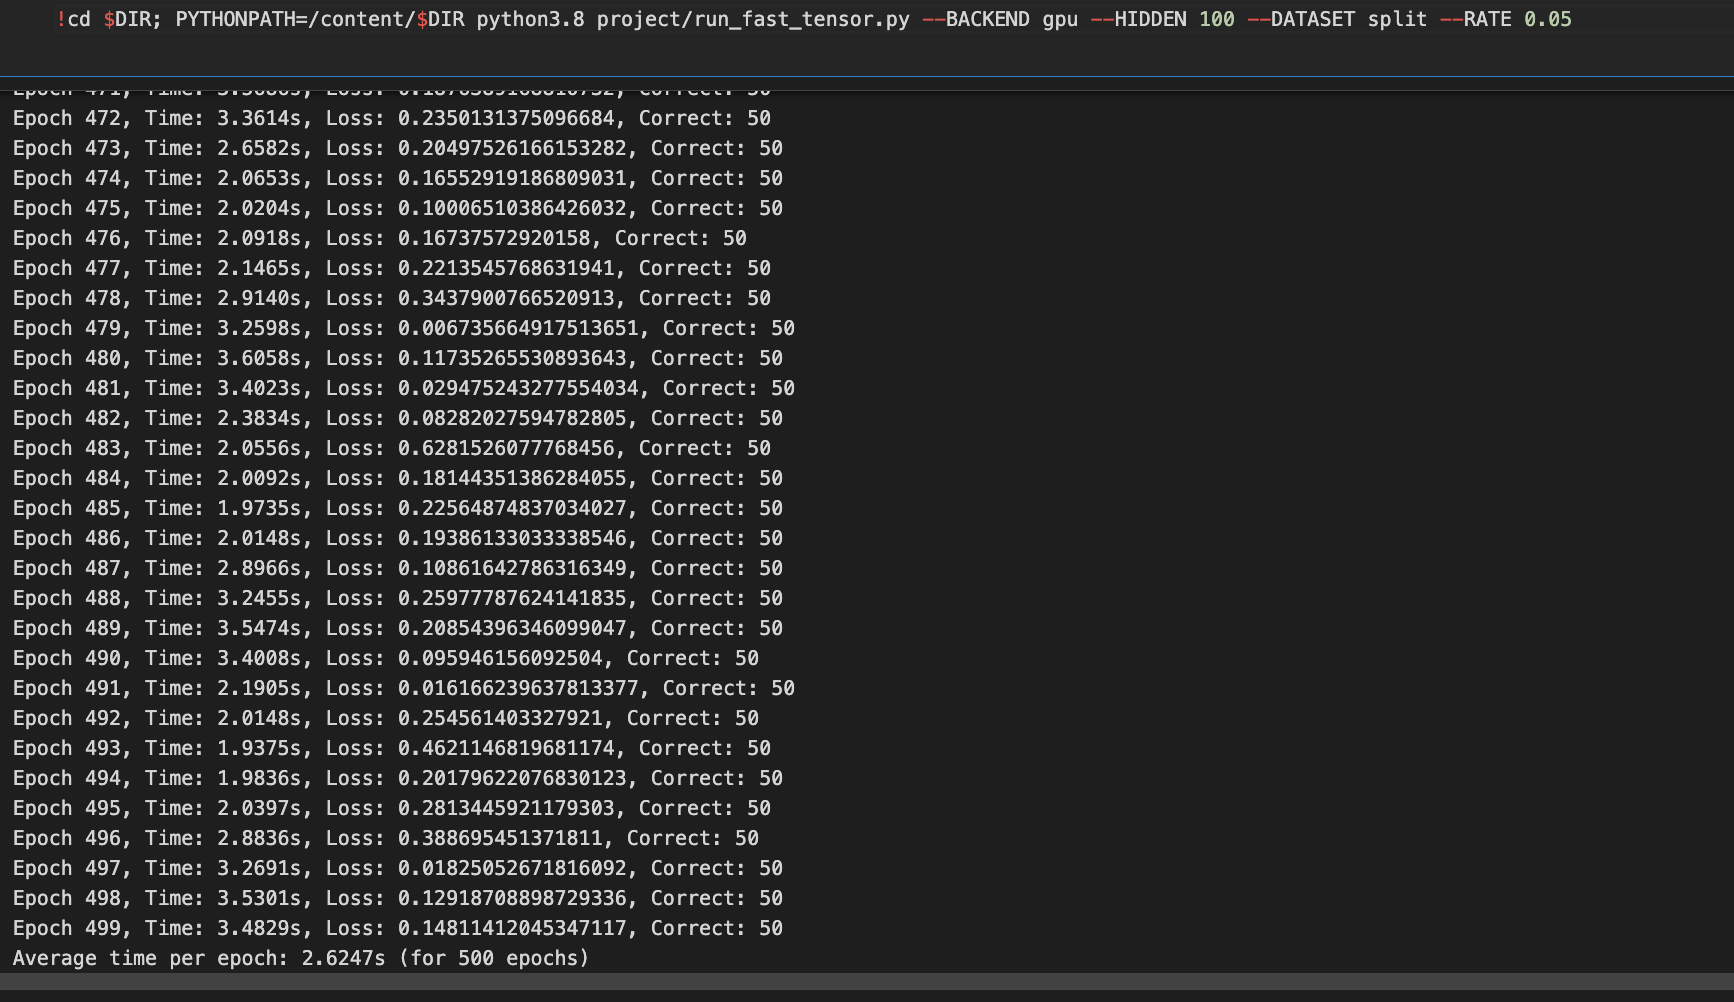 !cd $DIR; PYTHONPATH=/content/$DIR python3.8 project/run_fast_tensor.py --BACKEND gpu --HIDDEN 100 --DATASET split --RATE 0.05
Epoch 471, Time: Loss: Correct: 50
Epoch 472, Time: 3.3614s, Loss: 0.2350131375096684, Correct: 50
Epoch 473, Time: 2.6582s, Loss: 0.20497526166153282, Correct: 50
Epoch 474, Time: 2.0653s, Loss: 0.16552919186809031, Correct: 50
Epoch 475, Time: 2.0204s, Loss: 0.10006510386426032, Correct: 50
Epoch 476, Time: 2.0918s, Loss: 0.16737572920158, Correct: 50
Epoch 477, Time: 2.1465s, Loss: 0.2213545768631941, Correct: 50
Epoch 478, Time: 2.9140s, Loss: 0.3437900766520913, Correct: 50
Epoch 479, Time: 3.2598s, Loss: 0.006735664917513651, Correct: 50
Epoch 480, Time: 3.6058s, Loss: 0.11735265530893643, Correct: 50
Epoch 481, Time: 3.4023s, Loss: 0.029475243277554034, Correct: 50
Epoch 482, Time: 2.3834s, Loss: 0.08282027594782805, Correct: 50
Epoch 483, Time: 2.0556s, Loss: 0.6281526077768456, Correct: 50
Epoch 484, Time: 2.0092s, Loss: 0.18144351386284055, Correct: 50
Epoch 485, Time: 1.9735s, Loss: 0.22564874837034027, Correct: 50
Epoch 486, Time: 2.0148s, Loss: 0.19386133033338546, Correct: 50
Epoch 487, Time: 2.8966s, Loss: 0.10861642786316349, Correct: 50
Epoch 488, Time: 3.2455s, Loss: 0.25977787624141835, Correct: 50
Epoch 489, Time: 3.5474s, Loss: 0.20854396346099047, Correct: 50
Epoch 490, Time: 3.4008s, Loss: 0.095946156092504, Correct: 50
Epoch 491, Time: 2.1905s, Loss: 0.016166239637813377, Correct: 50
Epoch 492, Time: 2.0148s, Loss: 0.254561403327921, Correct: 50
Epoch 493, Time: 1.9375s, Loss: 0.4621146819681174, Correct: 50
Epoch 494, Time: 1.9836s, Loss: 0.20179622076830123, Correct: 50
Epoch 495, Time: 2.0397s, Loss: 0.2813445921179303, Correct: 50
Epoch 496, Time: 2.8836s, Loss: 0.388695451371811, Correct: 50
Epoch 497, Time: 3.2691s, Loss: 0.01825052671816092, Correct: 50
Epoch 498, Time: 3.5301s, Loss: 0.12918708898729336, Correct: 50
Epoch 499, Time: 3.4829s, Loss: 0.14811412045347117, Correct: 50
Average time per epoch: 2.6247s (for 500 epochs)